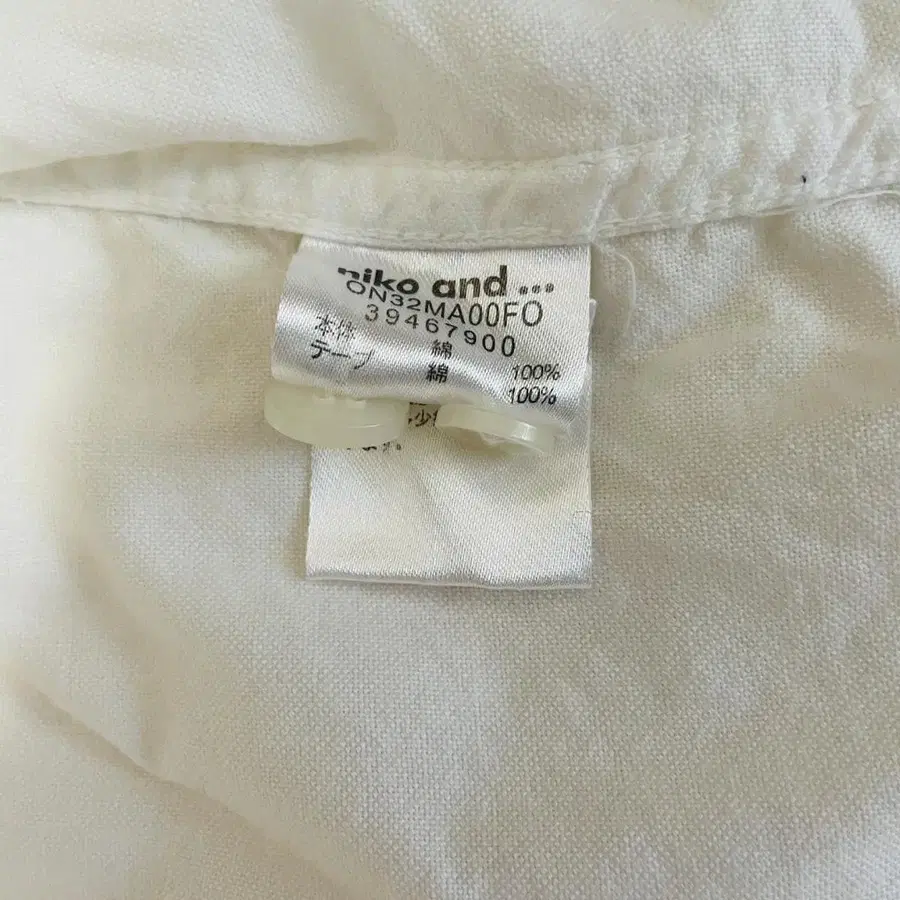 niko and ...
ON32MA00FO
39467900
本体 綿 100%
テープ 綿 100%